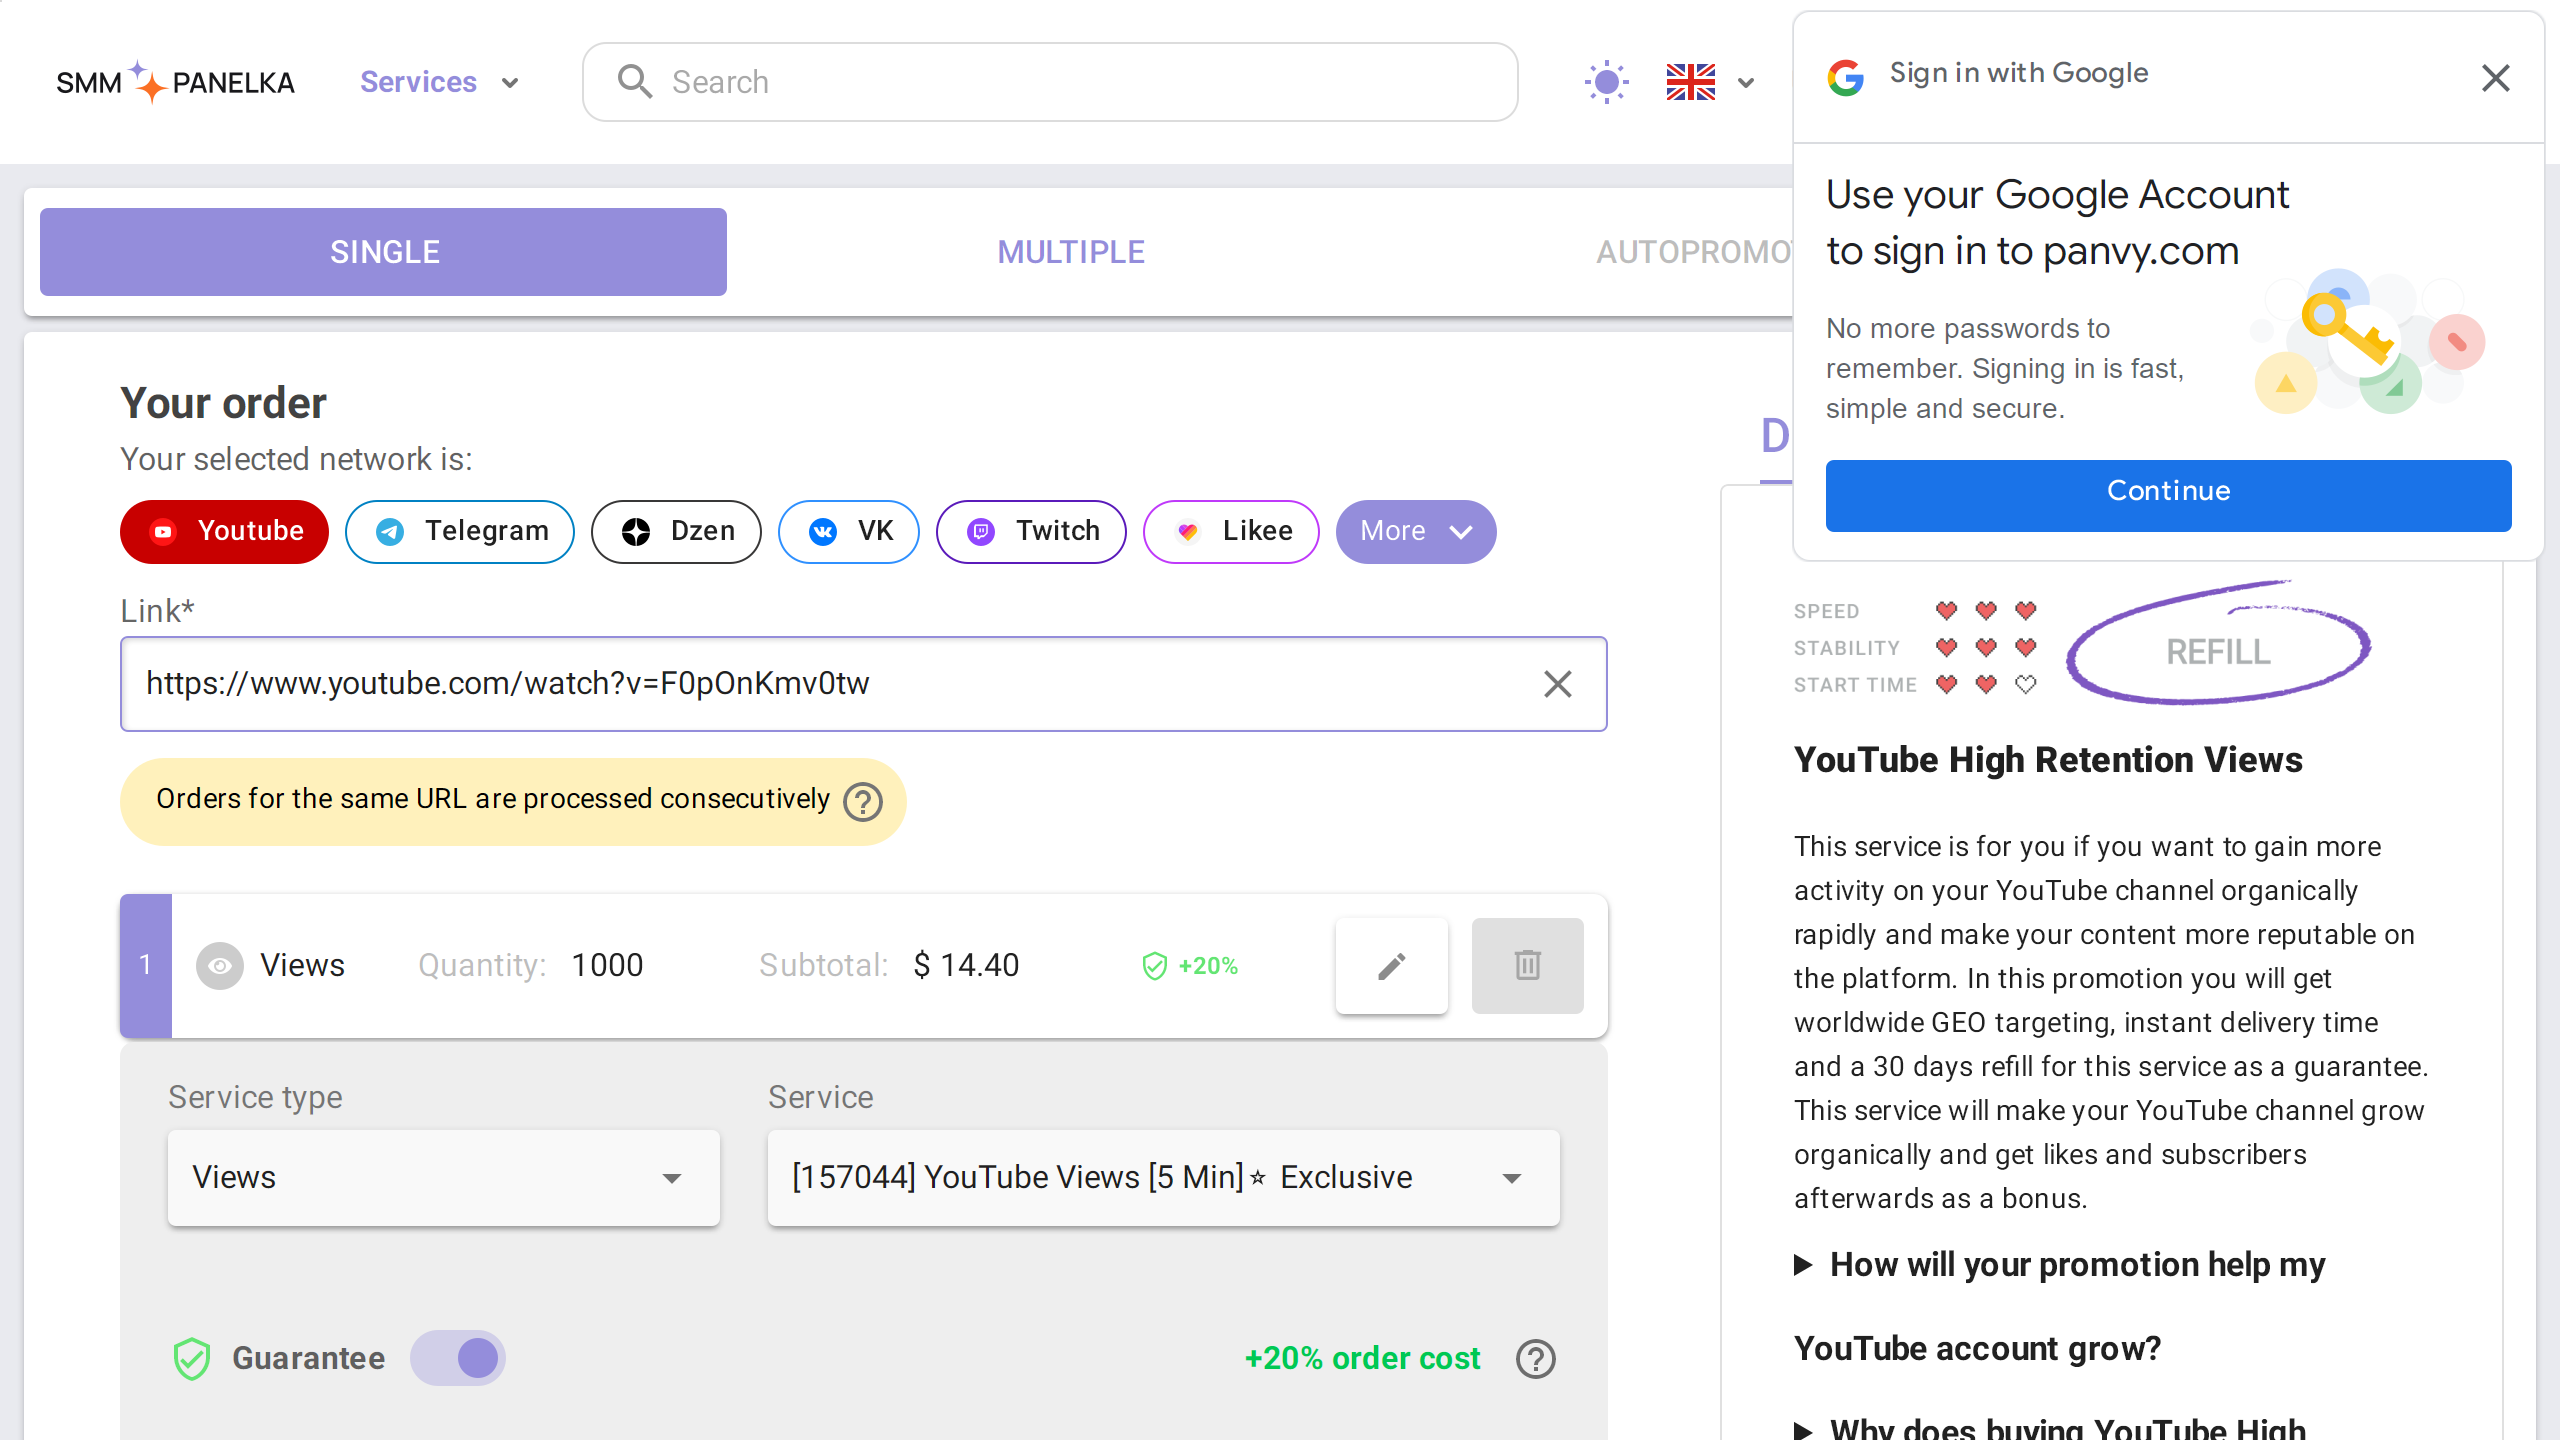 SMM PANELKA
Services
Search
Sign in with Google
Use your Google Account
to sign in to panvy.com
No more passwords to
remember. Signing in is fast,
simple and secure.
Continue
SINGLE
MULTIPLE
Your order
Your selected network is:
Youtube
Telegram
Dzen
VK
Twitch
Likee
More
Link*
https://www.youtube.com/watch?v=F0pOnKmv0tw
Orders for the same URL are processed consecutively
1
Views
Quantity: 1000
Subtotal: $ 14.40
+20%
Service type
Views
Service
[157044] YouTube Views [5 Min]⭐ Exclusive
Guarantee
+20% order cost
SPEED
STABILITY
START TIME
REFILL
YouTube High Retention Views
This service is for you if you want to gain more
activity on your YouTube channel organically
rapidly and make your content more reputable on
the platform. In this promotion you will get
worldwide GEO targeting, instant delivery time
and a 30 days refill for this service as a guarantee.
This service will make your YouTube channel grow
organically and get likes and subscribers
afterwards as a bonus.
How will your promotion help my
YouTube account grow?
Why does buying YouTube High